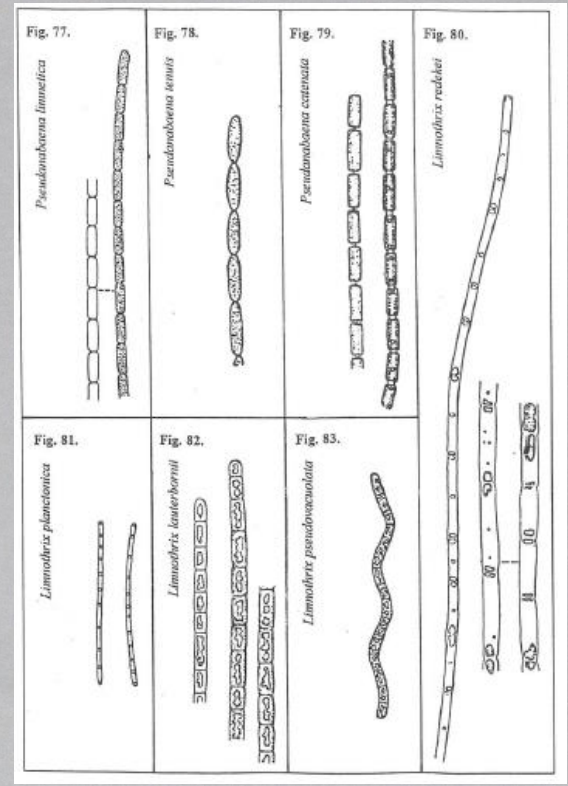 Fig. 77.
Pseudanabaena limnetica
Fig. 78.
Pseudanabaena tenuis
Fig. 79.
Pseudanabaena catenata
Fig. 80.
Limnothrix redekei
Fig. 81.
Limnothrix planctonica
Fig. 82.
Limnothrix lauterbornii
Fig. 83.
Limnothrix pseudovacuolata